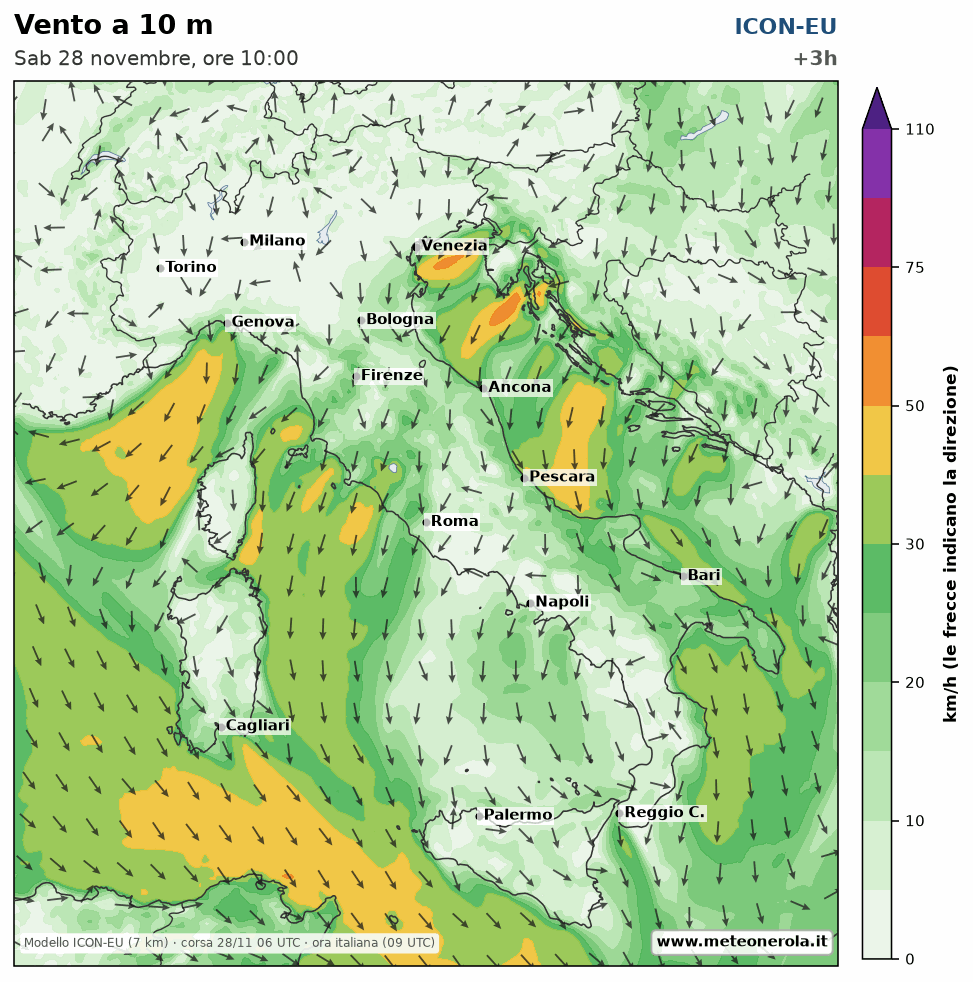 Vento a 10 m
ICON-EU
Sab 28 novembre, ore 10:00
+3h
110
75
50
30
20
10
0
km/h (le frecce indicano la direzione)
Venezia
Milano
Torino
Genova
Bologna
Firenze
Ancona
Pescara
Roma
Bari
Napoli
Cagliari
Palermo
Reggio C.
Modello ICON-EU (7 km) · corsa 28/11 06 UTC · ora italiana (09 UTC)
www.meteonerola.it